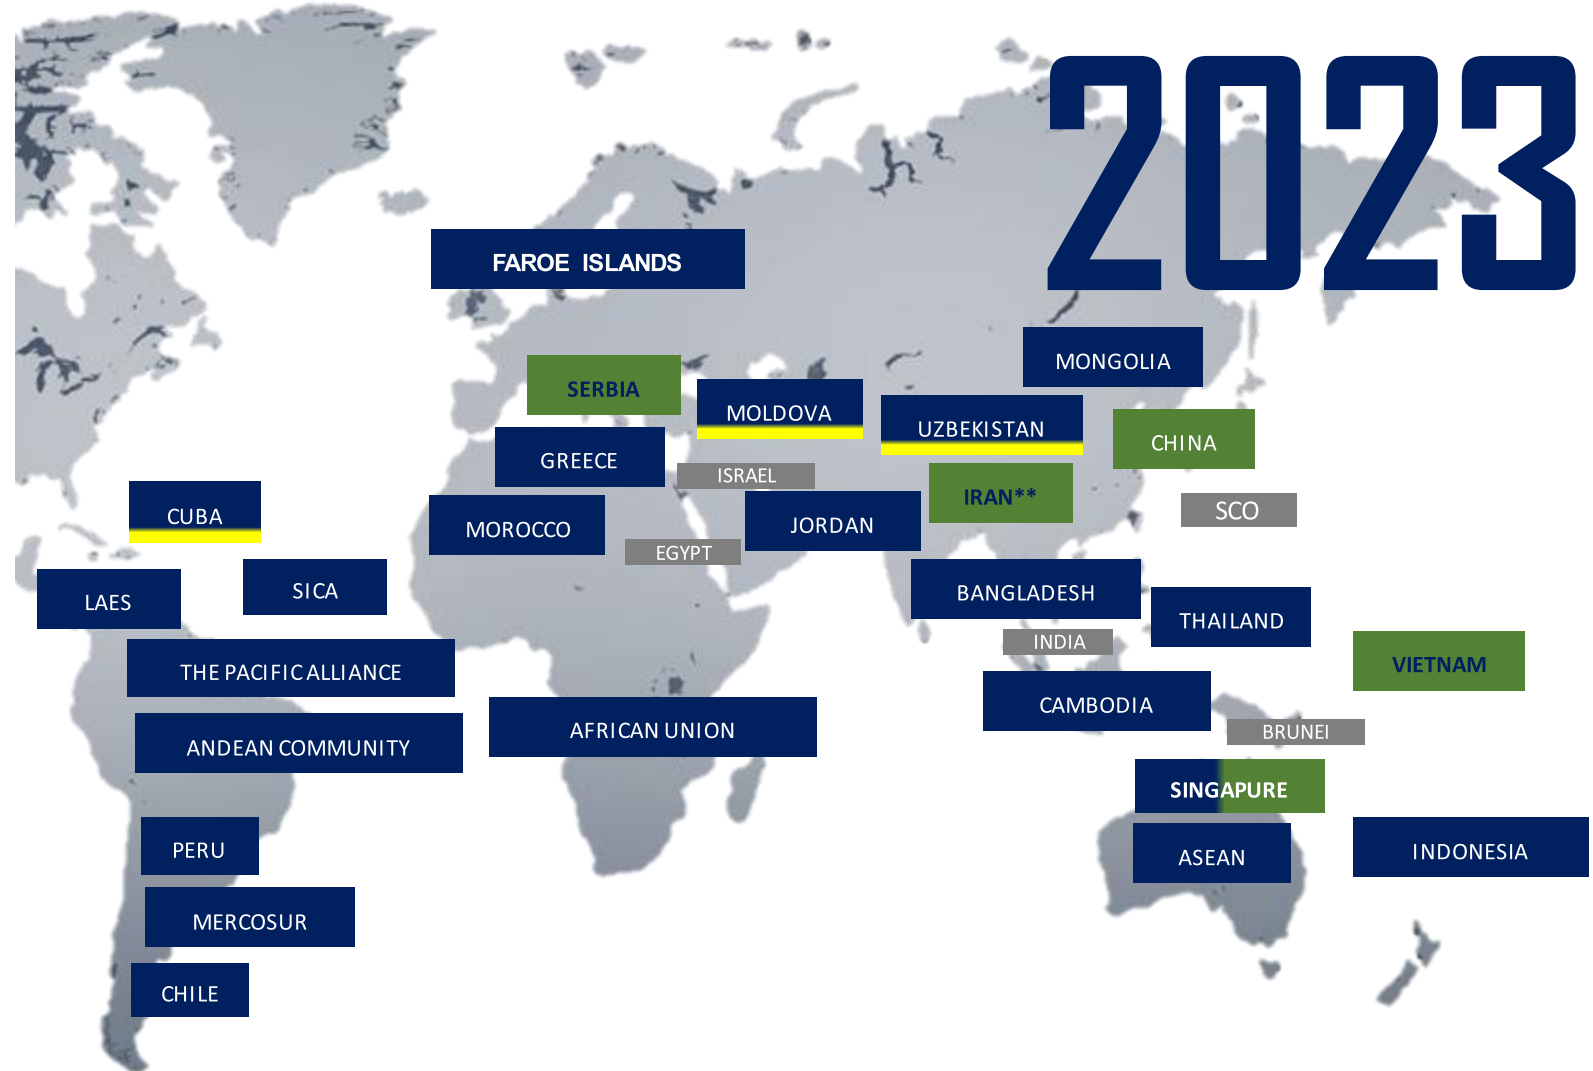 2023
FAROE ISLANDS
MONGOLIA
SERBIA
MOLDOVA
UZBEKISTAN
CHINA
GREECE
ISRAEL
IRAN**
SCO
CUBA
MOROCCO
JORDAN
EGYPT
LAES
SICA
BANGLADESH
THAILAND
INDIA
VIETNAM
THE PACIFIC ALLIANCE
CAMBODIA
AFRICAN UNION
BRUNEI
ANDEAN COMMUNITY
SINGAPURE
PERU
ASEAN
INDONESIA
MERCOSUR
CHILE